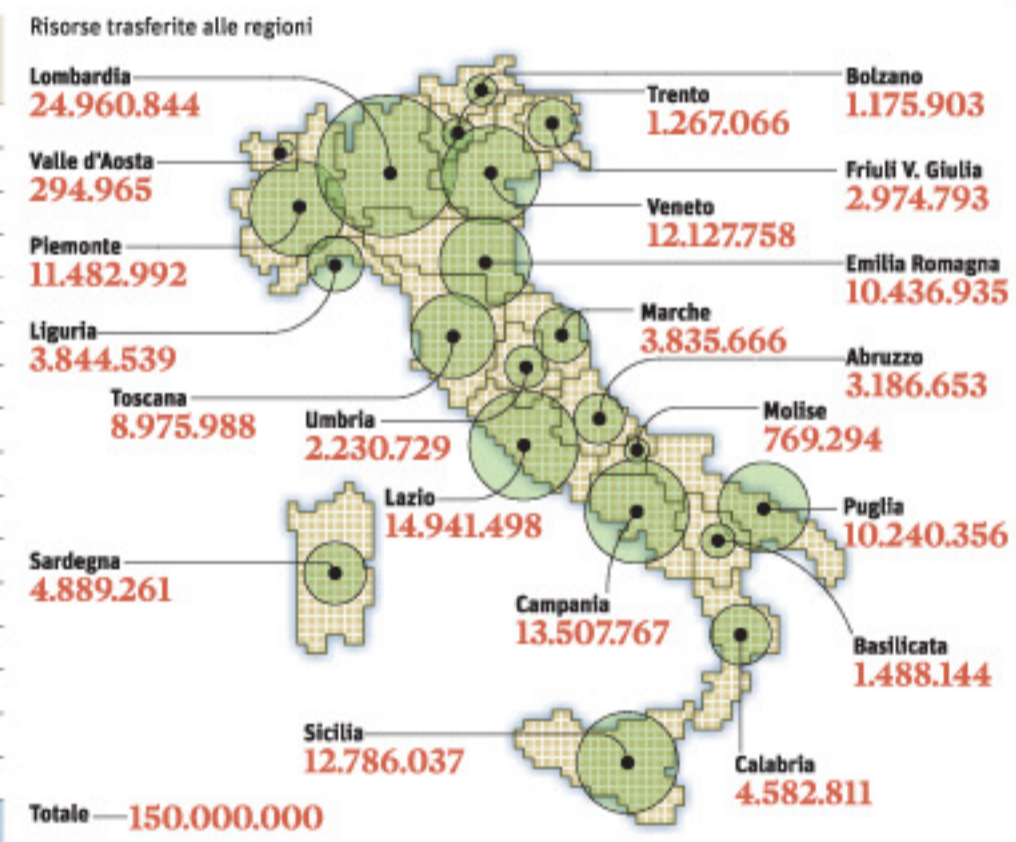 Risorse trasferite alle regioni
Lombardia
24.960.844
Valle d'Aosta
294.965
Piemonte
11.482.992
Liguria
3.844.539
Toscana
8.975.988
Umbria
2.230.729
Lazio
14.941.498
Sardegna
4.889.261
Campania
13.507.767
Sicilia
12.786.037
Totale
150.000.000
Bolzano
1.175.903
Trento
1.267.066
Friuli V. Giulia
2.974.793
Veneto
12.127.758
Emilia Romagna
10.436.935
Marche
3.835.666
Abruzzo
3.186.653
Molise
769.294
Puglia
10.240.356
Basilicata
1.488.144
Calabria
4.582.811